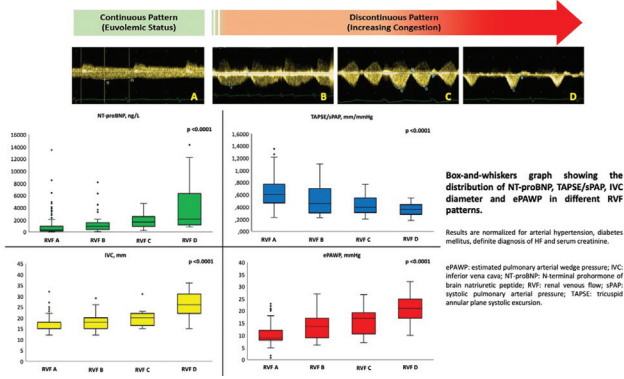 Continuous Pattern
(Euvolemic Status)
Discontinuous Pattern
(Increasing Congestion)
A
B
C
D
NT-proBNP, ng/L
p <0.0001
16000
14000
12000
10000
8000
6000
4000
2000
0
RVF A
RVF B
RVF C
RVF D
TAPSE/sPAP, mm/mmHg
p <0.0001
1,6000
1,4000
1,2000
1,000
,800
,600
,400
,200
,000
RVF A
RVF B
RVF C
RVF D
IVC, mm
p <0.0001
45
40
35
30
25
20
15
10
5
0
RVF A
RVF B
RVF C
RVF D
ePAWP, mmHg
p <0.0001
40
35
30
25
20
15
10
5
0
RVF A
RVF B
RVF C
RVF D
Box-and-whiskers graph showing the
distribution of NT-proBNP, TAPSE/sPAP, IVC
diameter and ePAWP in different RVF
patterns.
Results are normalized for arterial hypertension, diabetes
mellitus, definite diagnosis of HF and serum creatinine.
ePAWP: estimated pulmonary arterial wedge pressure; IVC:
inferior vena cava; NT-proBNP: N-terminal prohormone of
brain natriuretic peptide; RVF: renal venous flow; sPAP:
systolic pulmonary arterial pressure; TAPSE: tricuspid
annular plane systolic excursion.